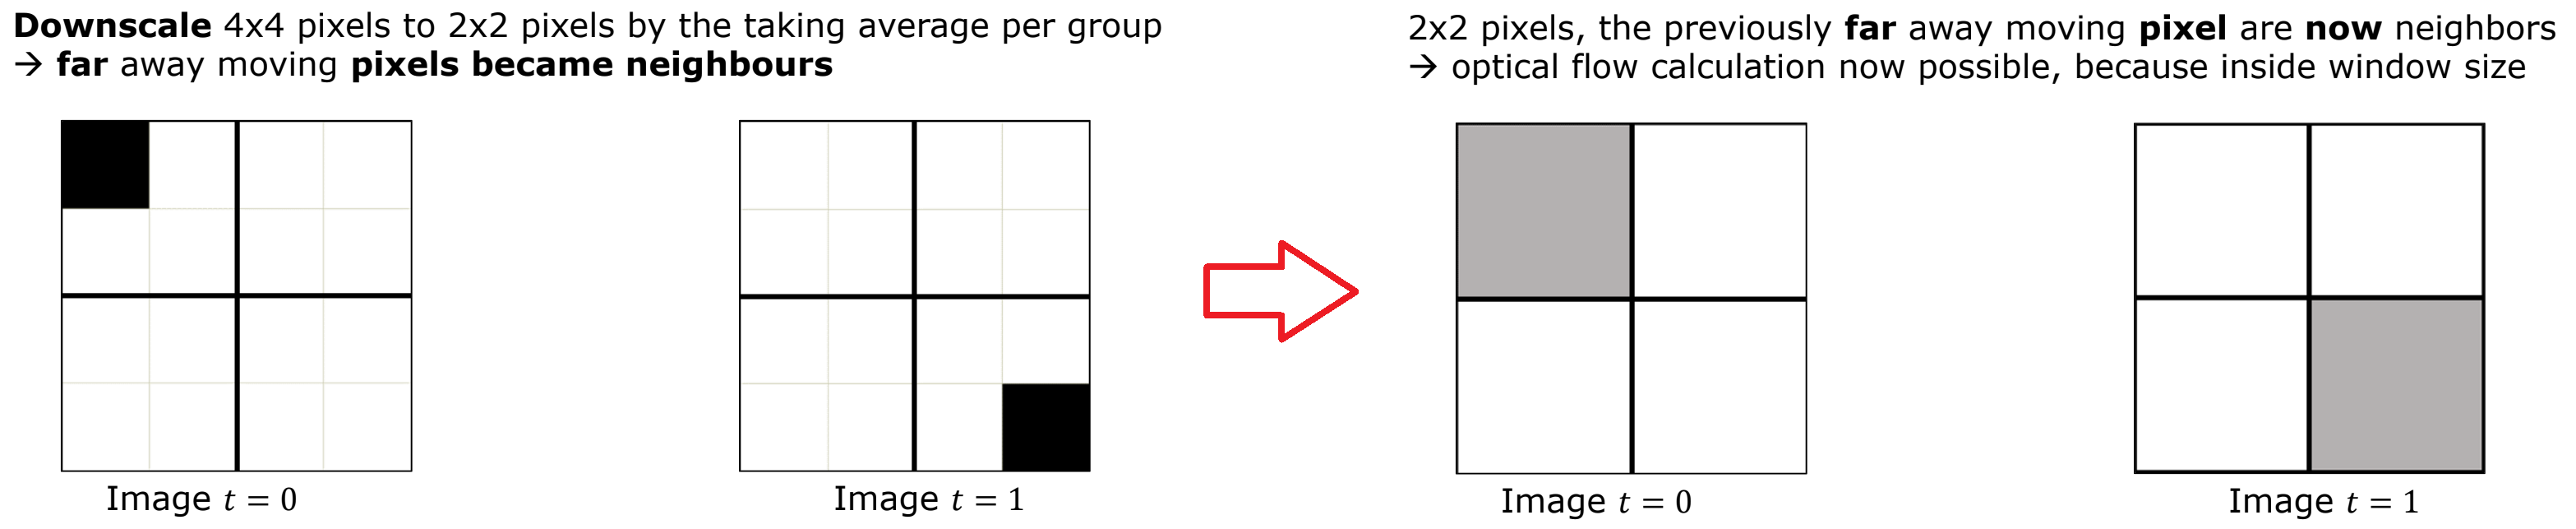 Downscale 4x4 pixels to 2x2 pixels by the taking average per group
→ far away moving pixels became neighbours
2x2 pixels, the previously far away moving pixel are now neighbors
→ optical flow calculation now possible, because inside window size
Image t = 0
Image t = 1
Image t = 0
Image t = 1